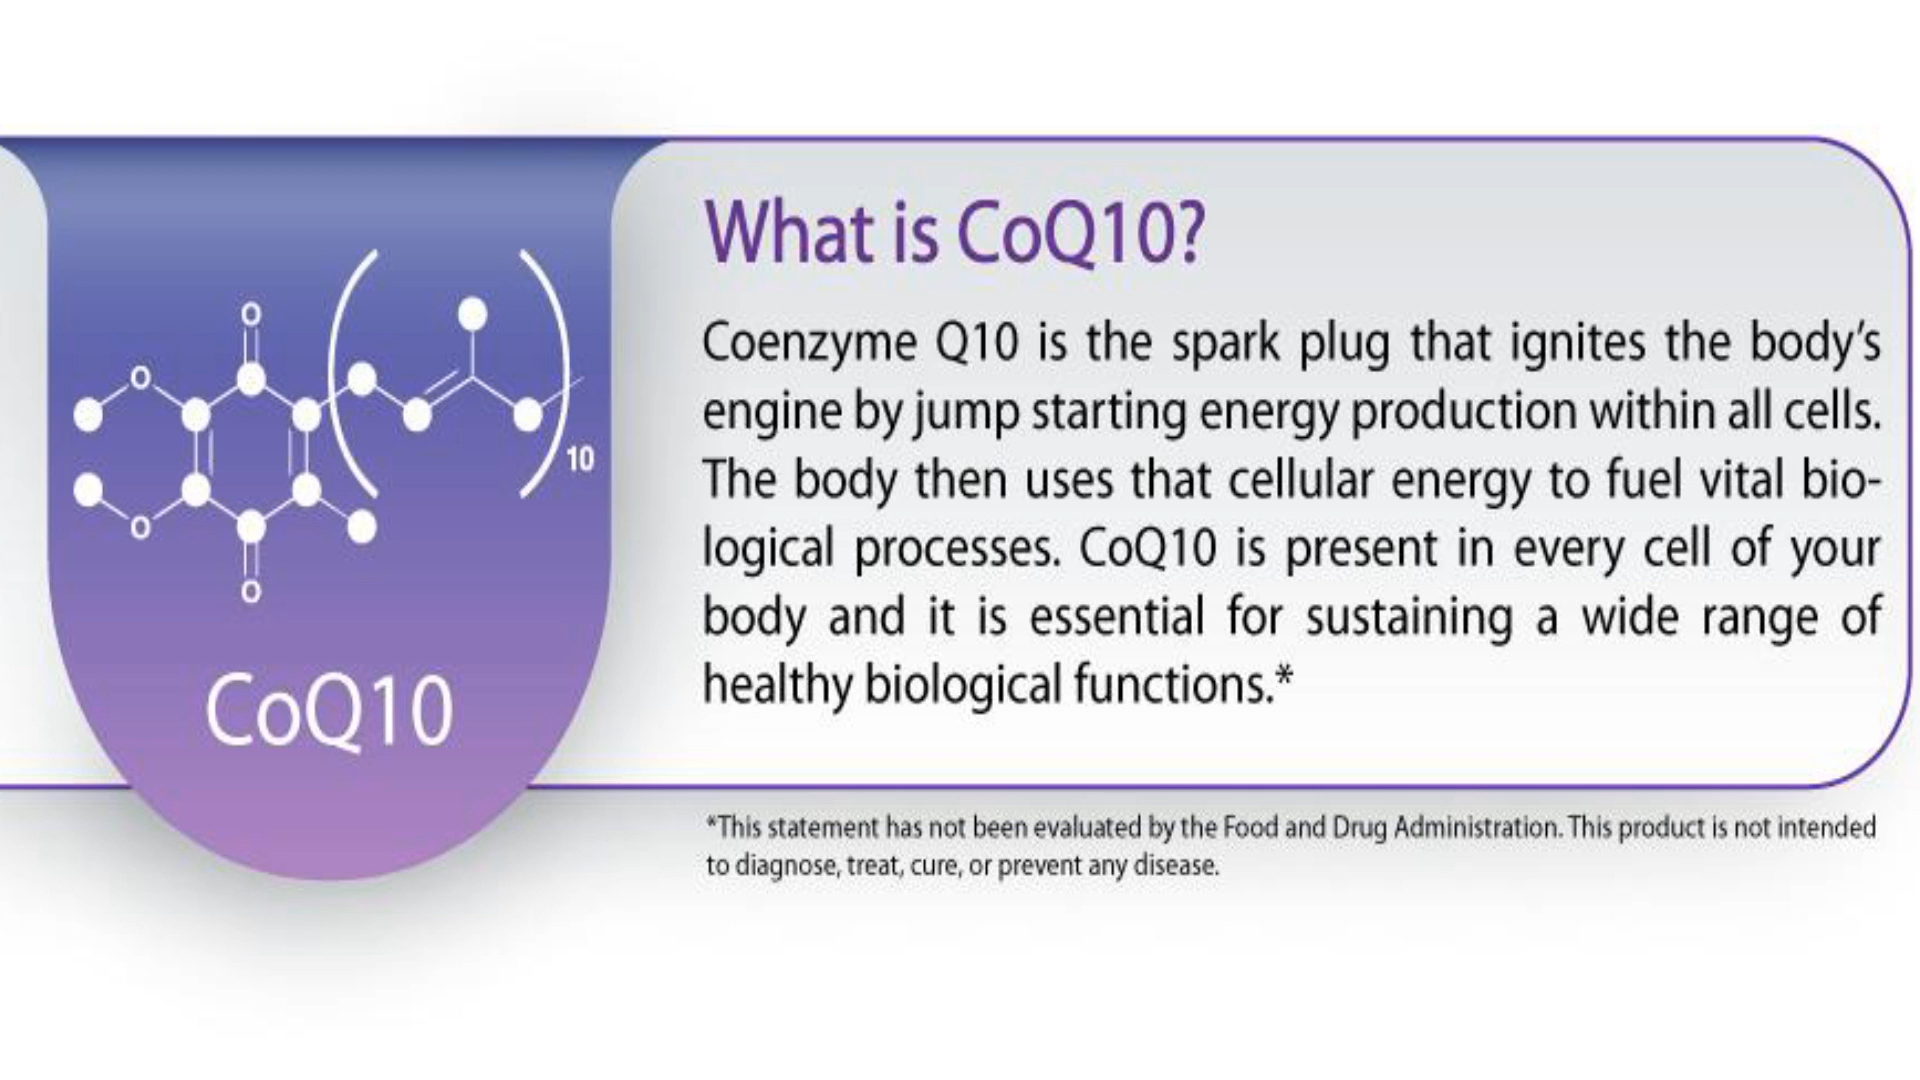 O
O
O
O
10
CoQ10
What is CoQ10?
Coenzyme Q10 is the spark plug that ignites the body's
engine by jump starting energy production within all cells.
The body then uses that cellular energy to fuel vital bio-
logical processes. CoQ10 is present in every cell of your
body and it is essential for sustaining a wide range of
healthy biological functions.*
*This statement has not been evaluated by the Food and Drug Administration. This product is not intended
to diagnose, treat, cure, or prevent any disease.